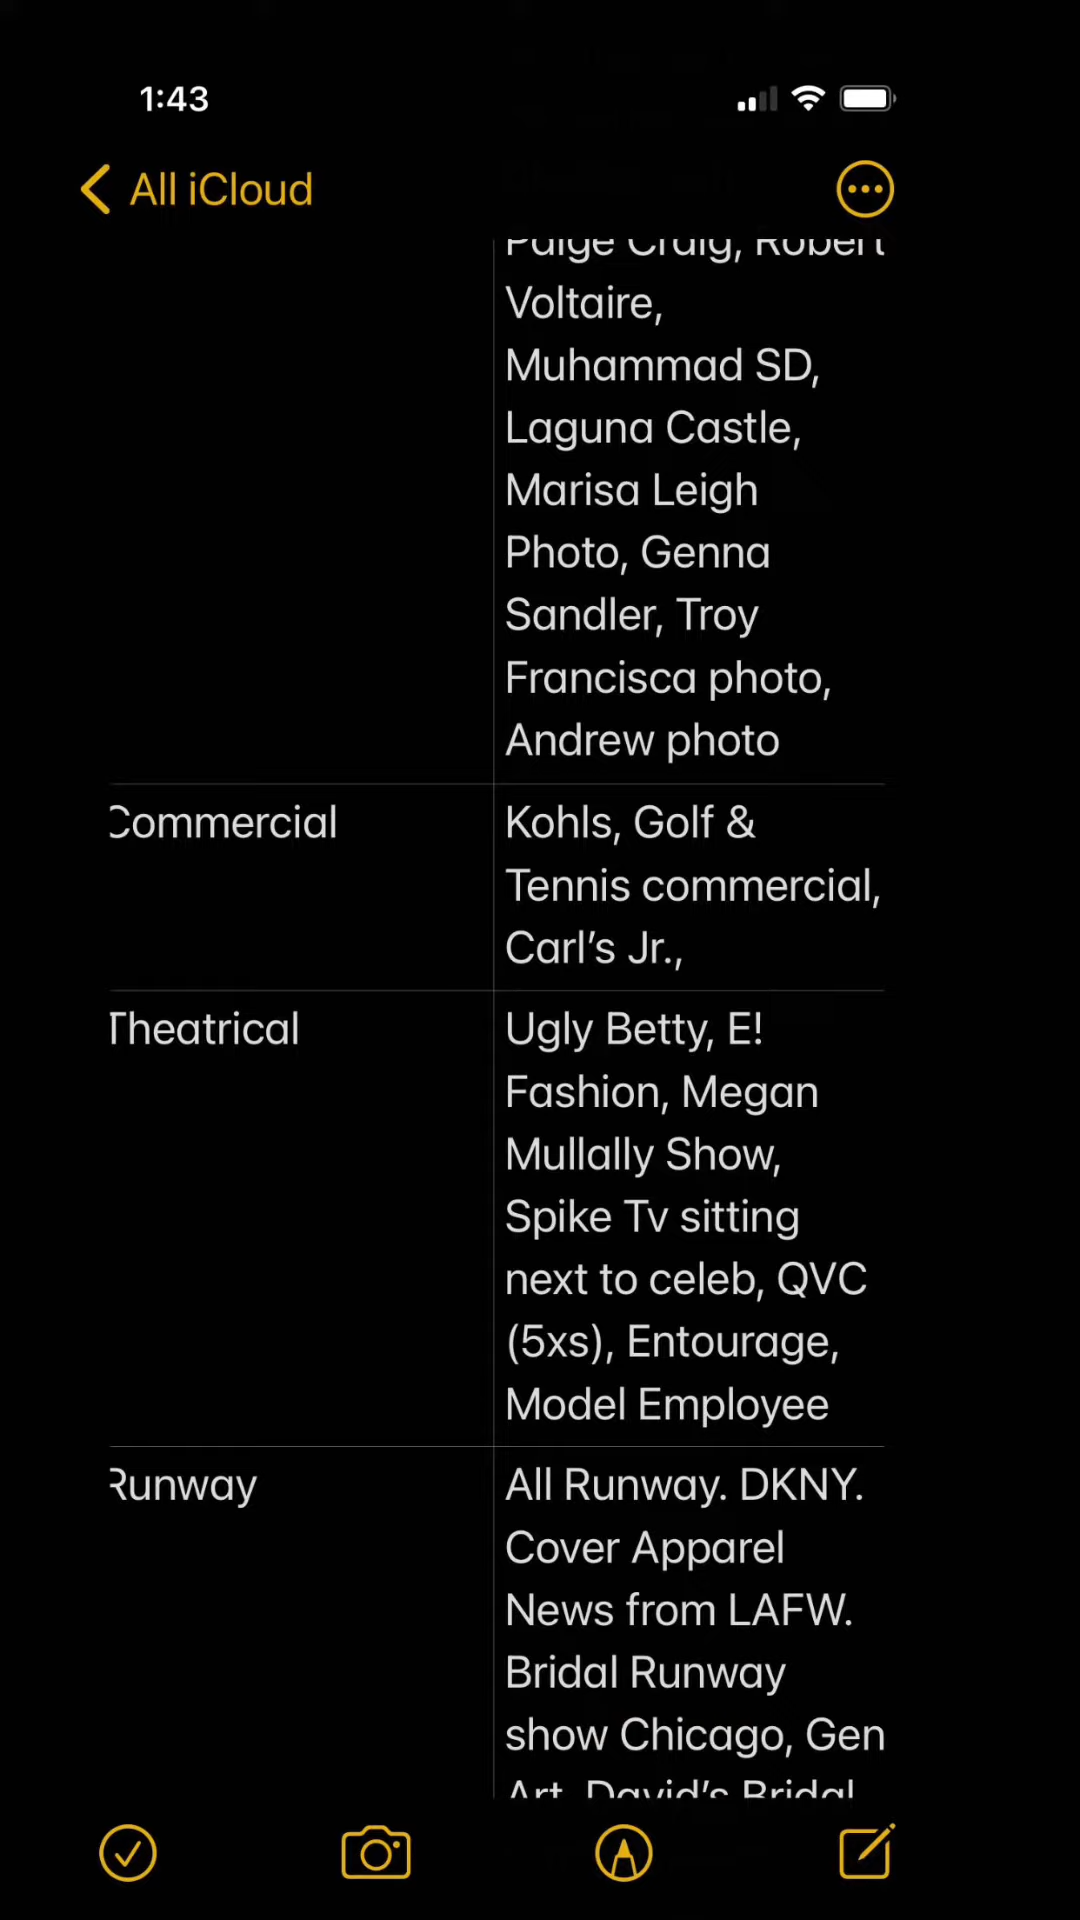 1:43
All iCloud
Paige Craig, Robert
Voltaire,
Muhammad SD,
Laguna Castle,
Marisa Leigh
Photo, Genna
Sandler, Troy
Francisca photo,
Andrew photo
Commercial
Kohls, Golf &
Tennis commercial,
Carl's Jr.,
Theatrical
Ugly Betty, E!
Fashion, Megan
Mullally Show,
Spike Tv sitting
next to celeb, QVC
(5xs), Entourage,
Model Employee
Runway
All Runway. DKNY.
Cover Apparel
News from LAFW.
Bridal Runway
show Chicago, Gen
Art, David's Bridal